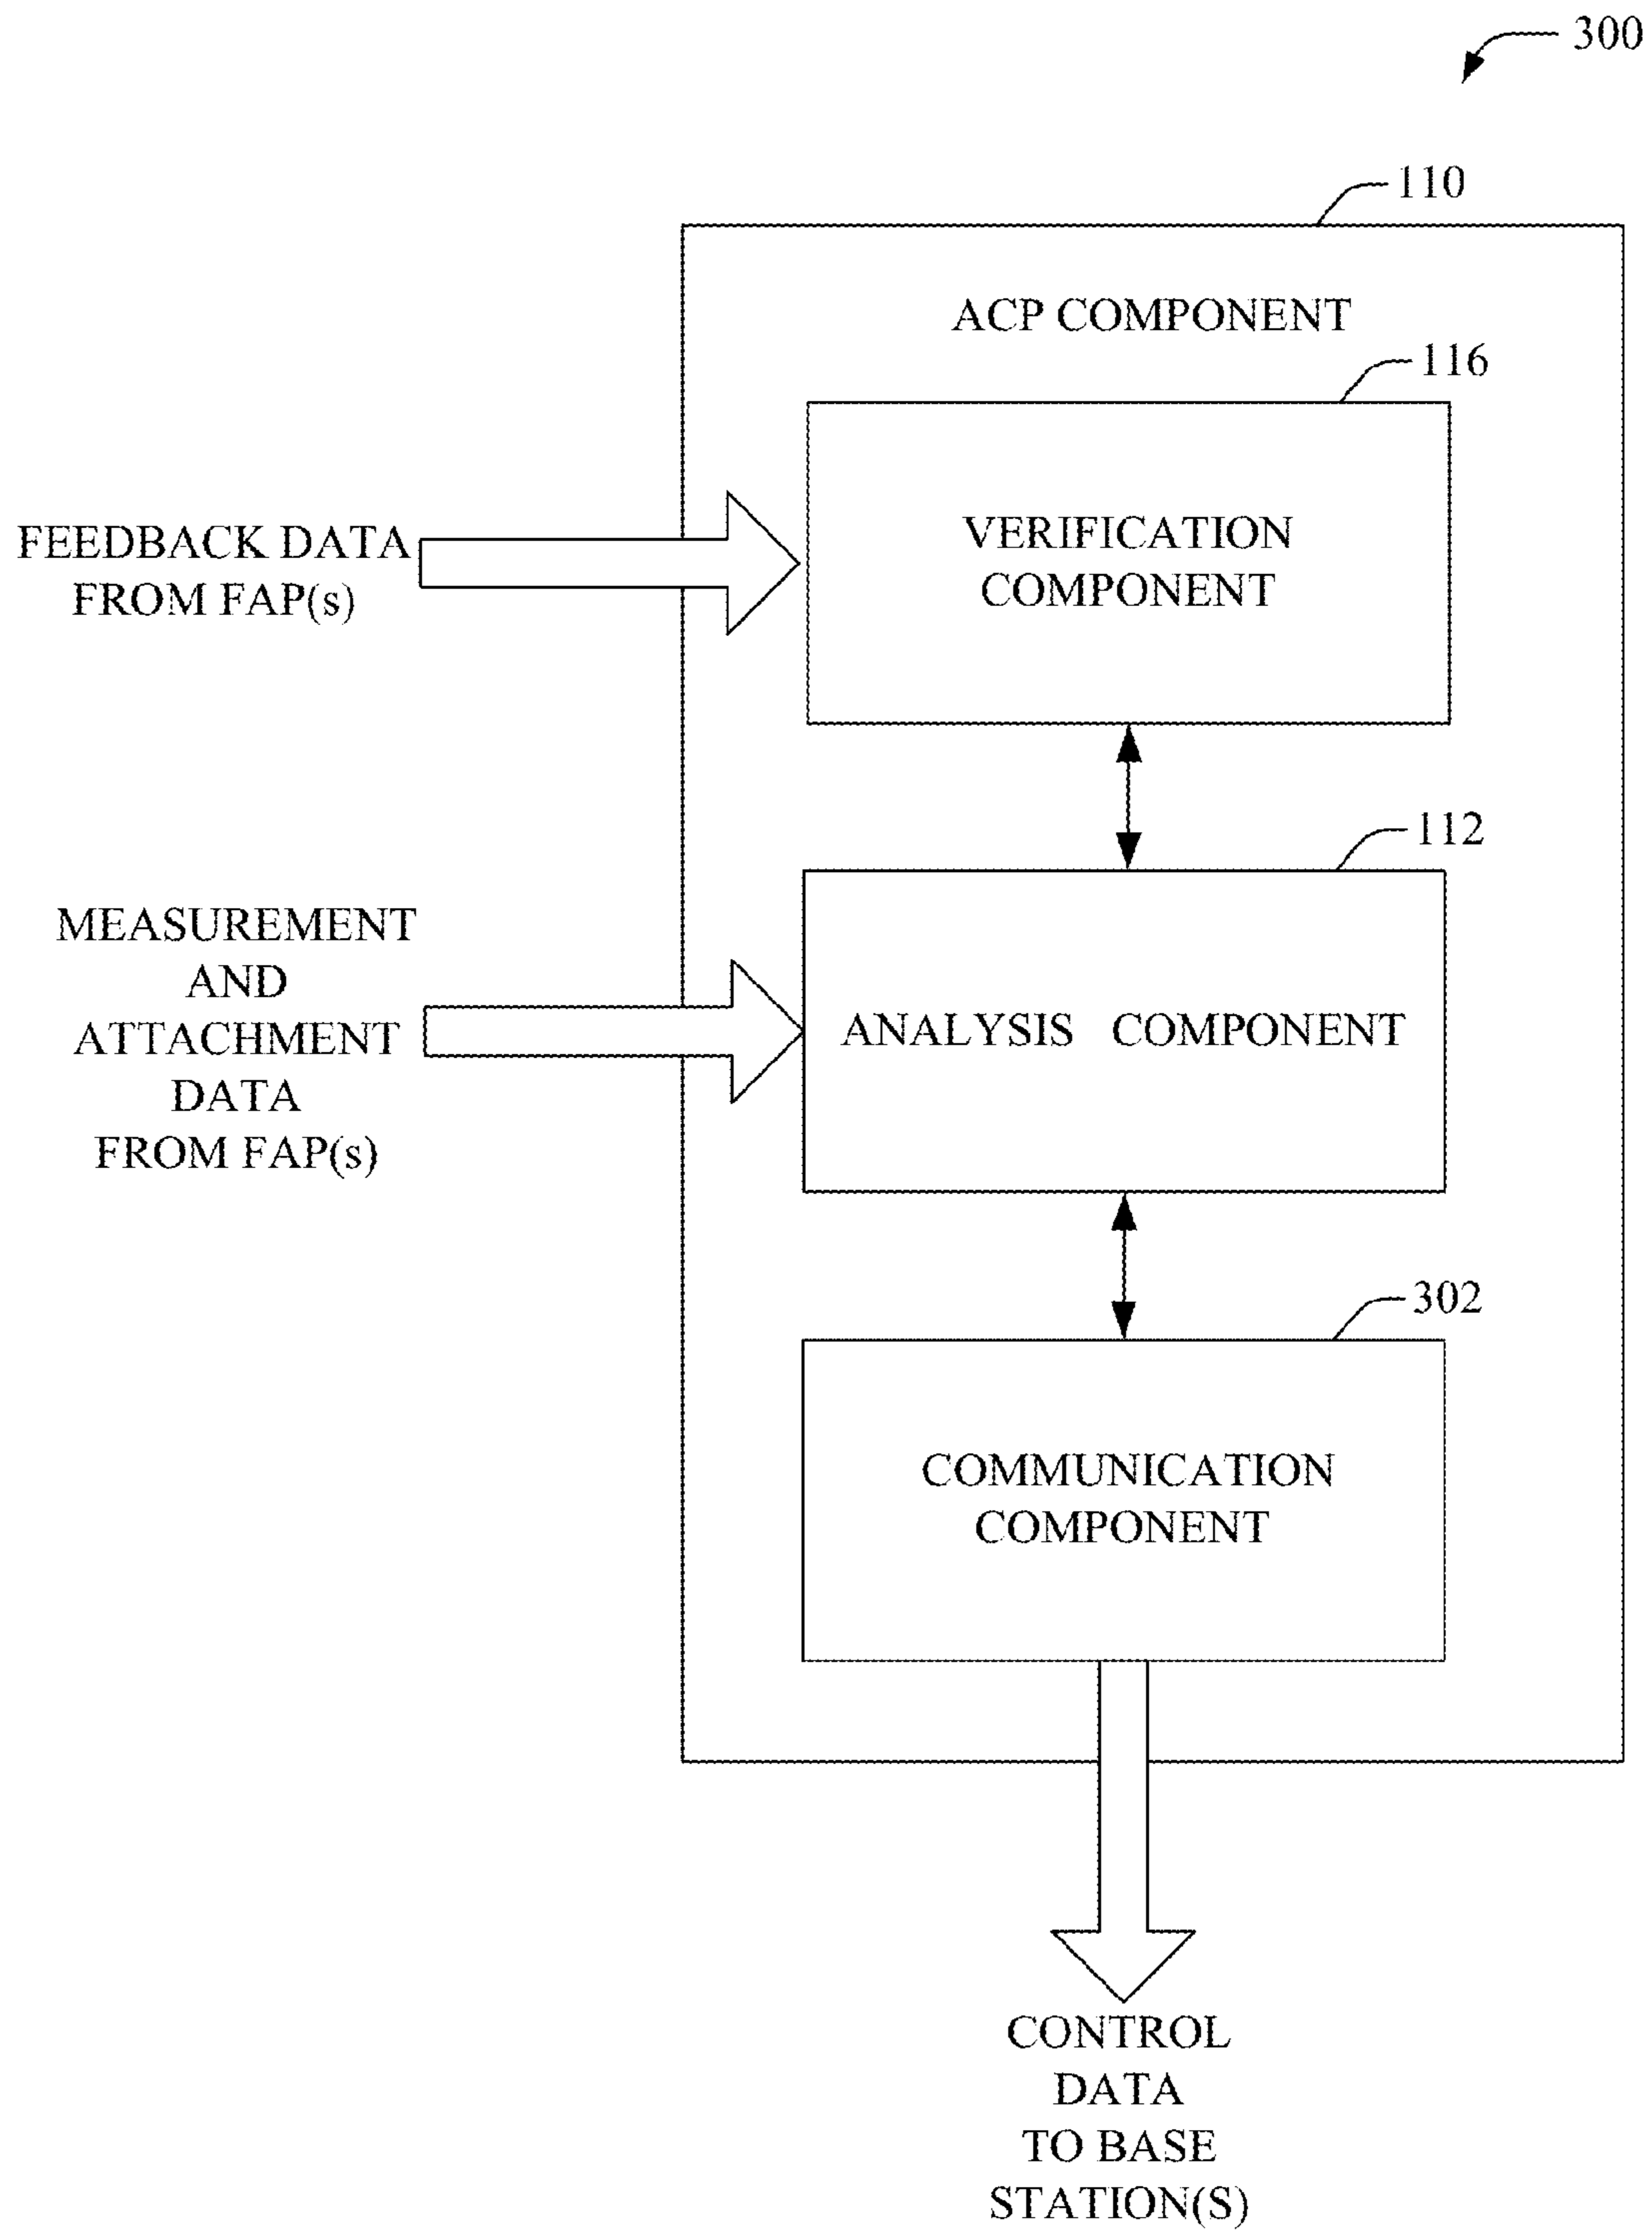 300
110
ACP COMPONENT
116
FEEDBACK DATA
FROM FAP(s)
VERIFICATION
COMPONENT
112
MEASUREMENT
AND
ATTACHMENT
DATA
FROM FAP(s)
ANALYSIS COMPONENT
302
COMMUNICATION
COMPONENT
CONTROL
DATA
TO BASE
STATION(S)